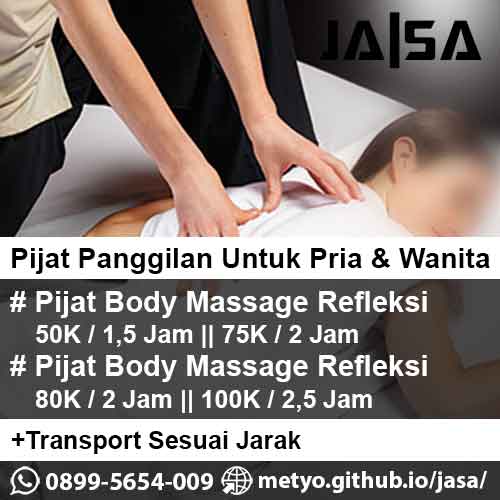 JA|SA
Pijat Panggilan Untuk Pria & Wanita
# Pijat Body Massage Refleksi
50K / 1,5 Jam || 75K / 2 Jam
# Pijat Body Massage Refleksi
80K / 2 Jam || 100K / 2,5 Jam
+Transport Sesuai Jarak
0899-5654-009 metyo.github.io/jasa/